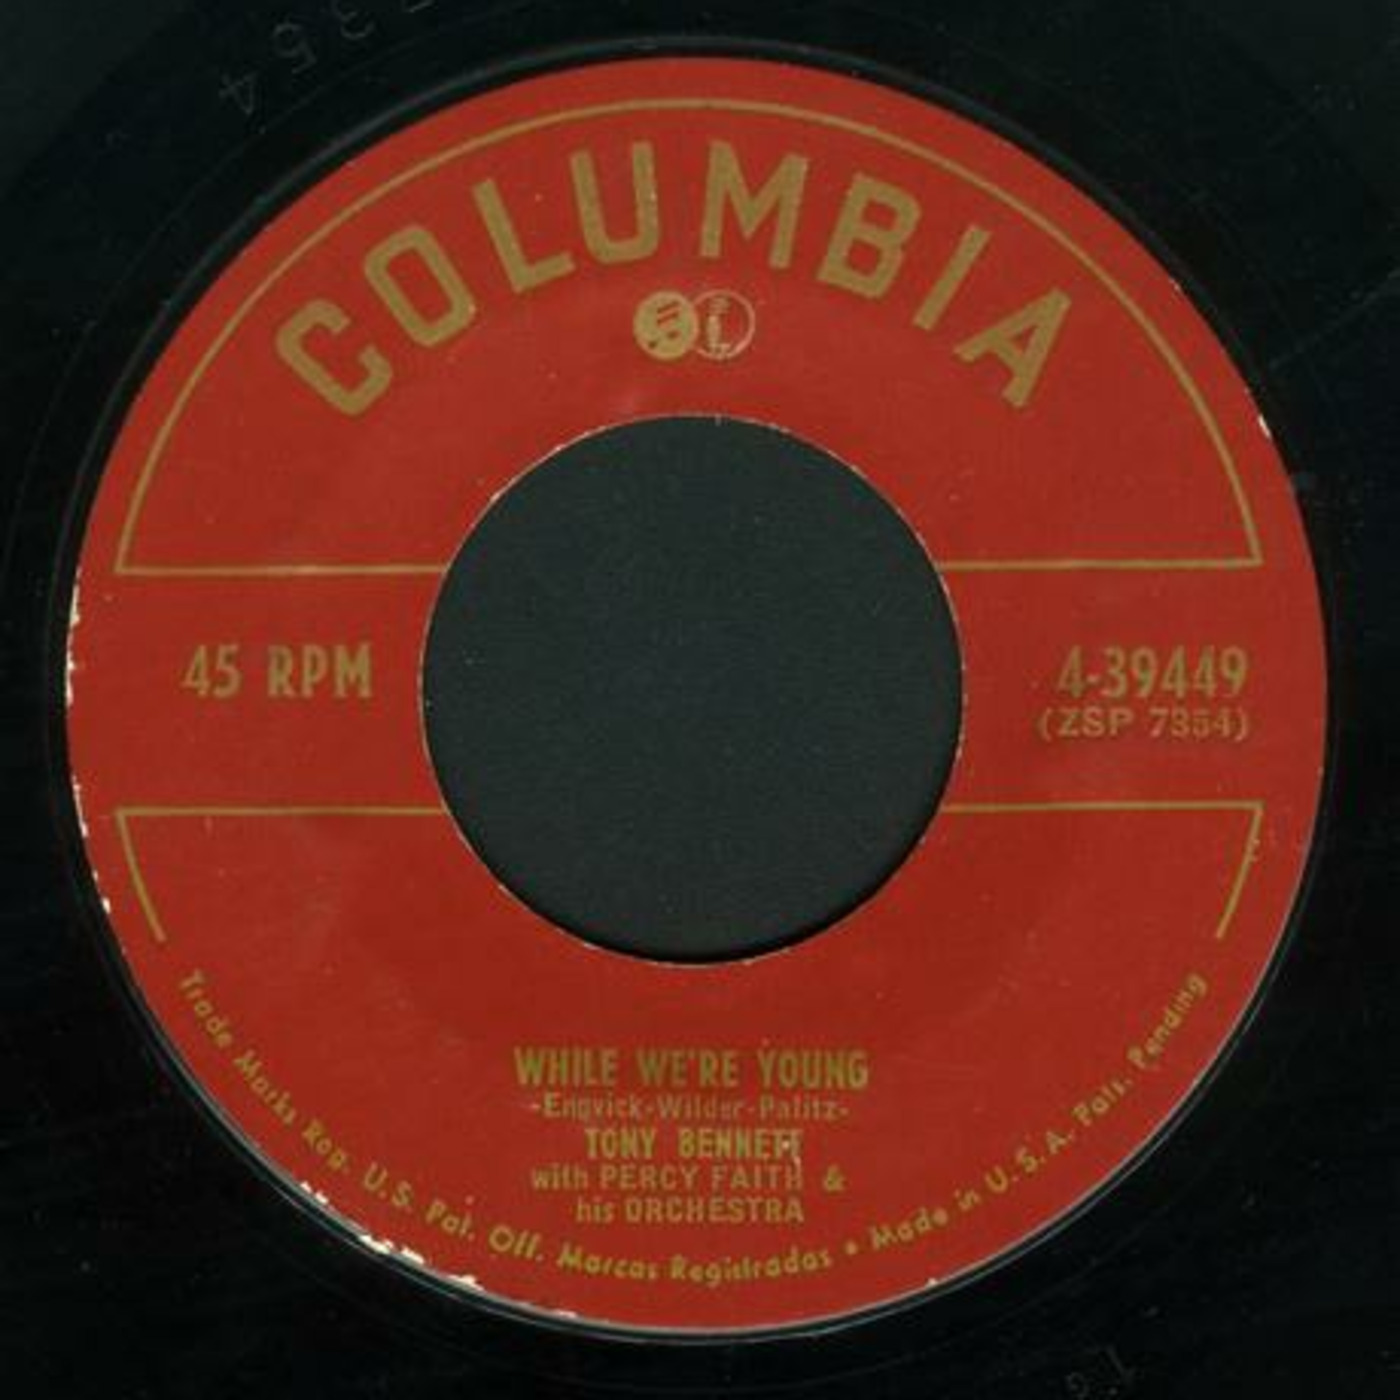 COLUMBIA
45 RPM
4-39449
(ZSP 7354)
WHILE WE'RE YOUNG
-Engvick-Wilder-Palitz-
TONY BENNETT
with PERCY FAITH &
his ORCHESTRA
Trade Marks Reg. U.S. Pat. Off. Marcas Registradas • Made in U.S.A. Pats. Pending